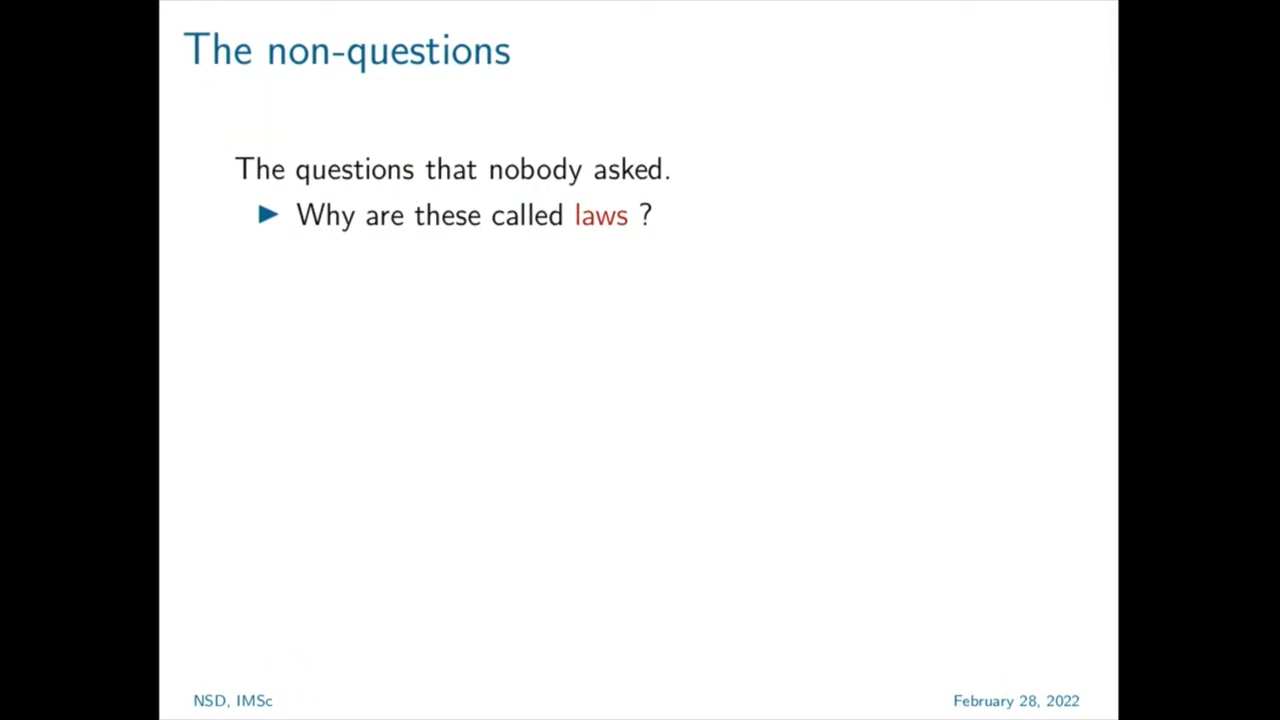 The non-questions
The questions that nobody asked.
▶ Why are these called laws ?
NSD, IMSc
February 28, 2022